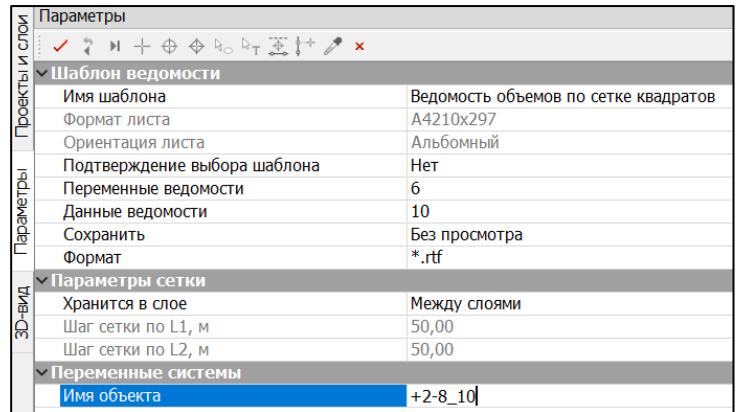 Параметры
Шаблон ведомости
Имя шаблона Ведомость объемов по сетке квадратов
Формат листа А4210х297
Ориентация листа Альбомный
Подтверждение выбора шаблона Нет
Переменные ведомости 6
Данные ведомости 10
Сохранить Без просмотра
Формат *.rtf
Параметры сетки
Хранится в слое Между слоями
Шаг сетки по L1, м 50,00
Шаг сетки по L2, м 50,00
Переменные системы
Имя объекта +2-8_10
Проекты и слои
Параметры
3D-вид